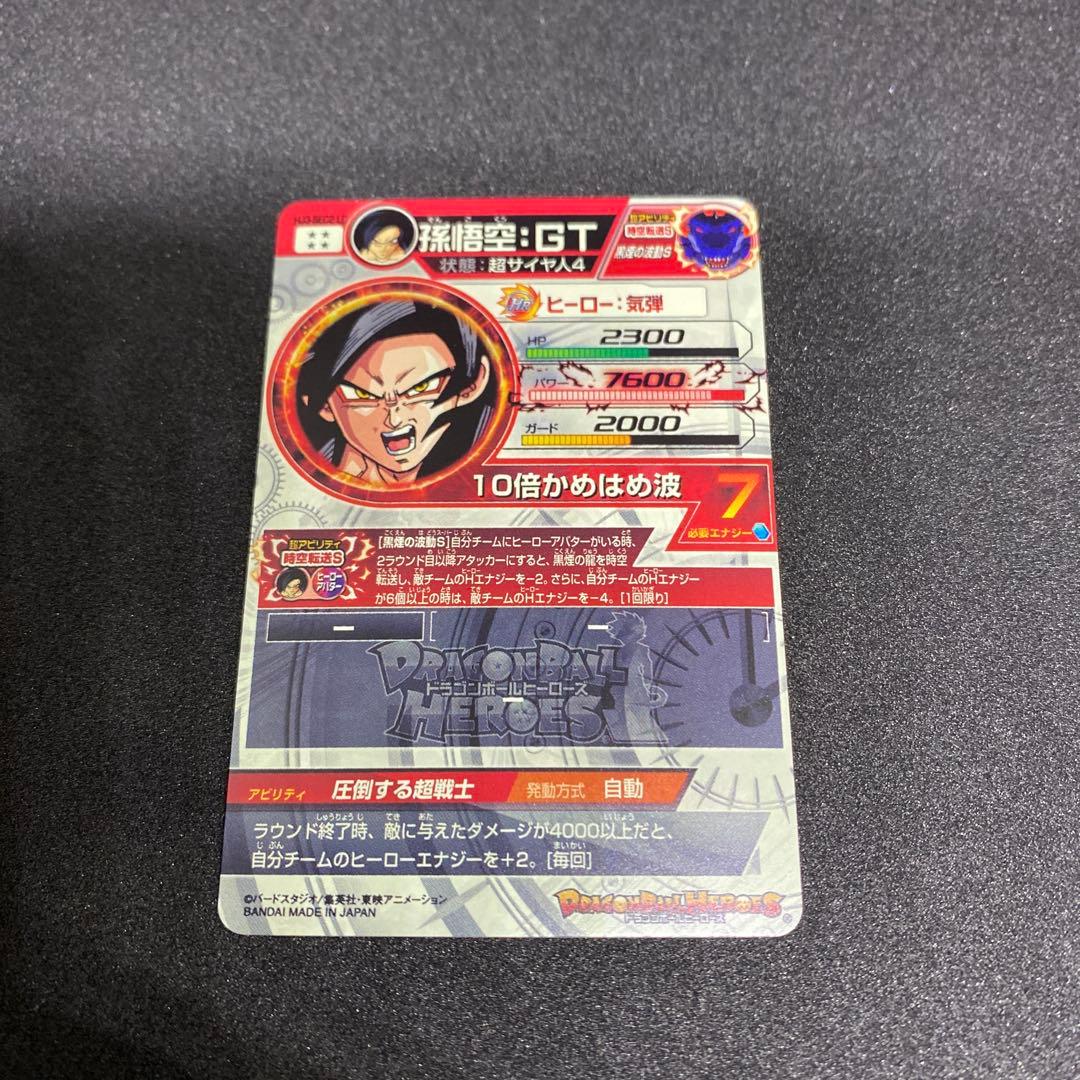 HJ3-SEC2 LE
孫悟空:GT
状態:超サイヤ人4
超アビリティ
時空転送S
黒煙の波動S
HR ヒーロー:気弾
HP 2300
パワー 7600
ガード 2000
10倍かめはめ波
7
必要エナジー
超アビリティ
時空転送S
ヒーロー
アバター
[黒煙の波動S]自分チームにヒーローアバターがいる時、
2ラウンド目以降アタッカーにすると、黒煙の龍を時空
転送し、敵チームのHエナジーを-2。さらに、自分チームのHエナジー
が6個以上の時は、敵チームのHエナジーを-4。[1回限り]
ー ー
DRAGONBALL
ドラゴンボールヒーローズ
HEROES
アビリティ 圧倒する超戦士 発動方式 自動
ラウンド終了時、敵に与えたダメージが4000以上だと、
自分チームのヒーローエナジーを+2。[毎回]
©バードスタジオ/集英社・東映アニメーション
BANDAI MADE IN JAPAN
DRAGONBALLHEROES
ドラゴンボールヒーローズ